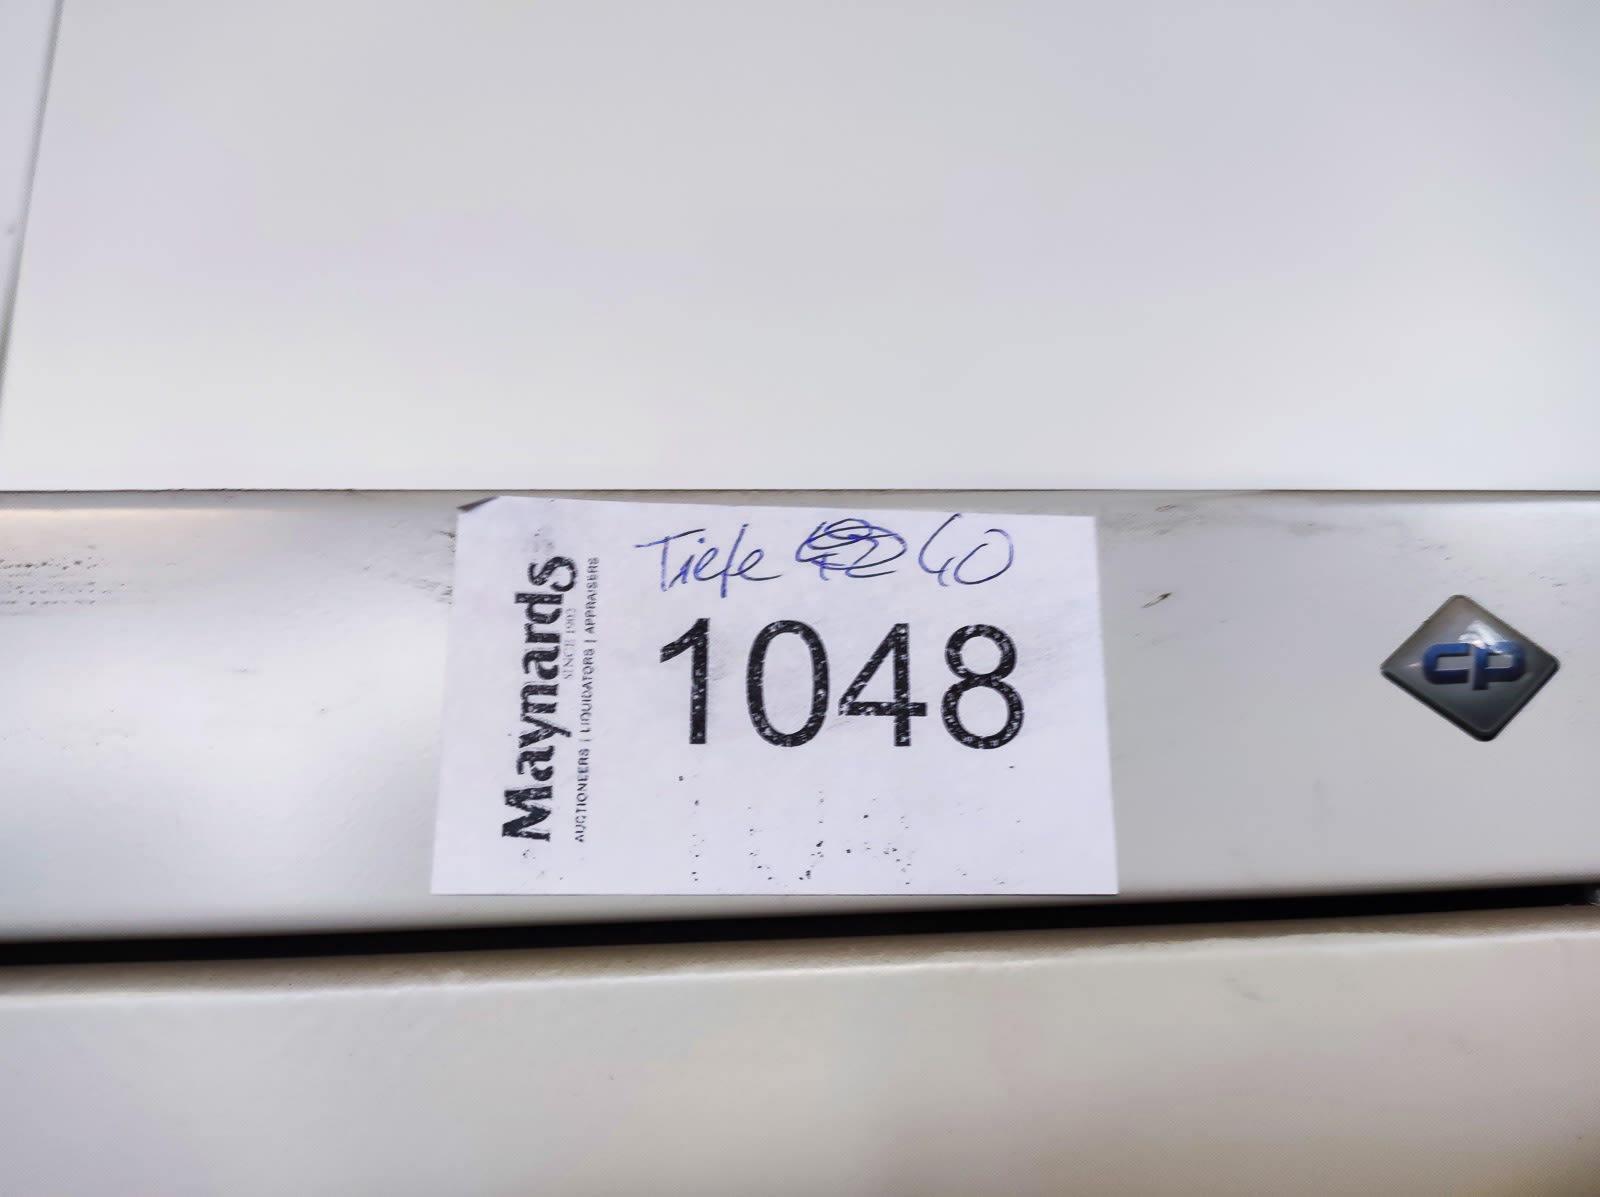 Tiefe 40
1048
Maynards
SINCE 1902
AUCTIONEERS | LIQUIDATORS | APPRAISERS
cp